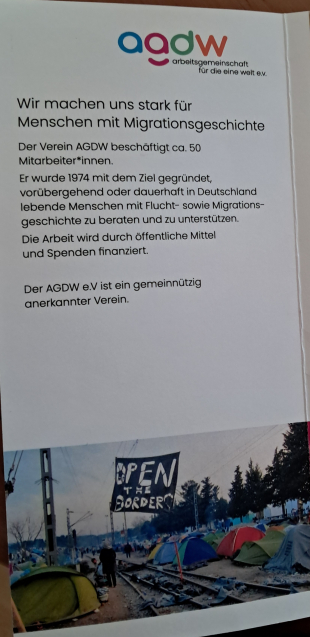 agdw
arbeitsgemeinschaft
für die eine welt e.v.
Wir machen uns stark für
Menschen mit Migrationsgeschichte
Der Verein AGDW beschäftigt ca. 50
Mitarbeiter*innen.
Er wurde 1974 mit dem Ziel gegründet,
vorübergehend oder dauerhaft in Deutschland
lebende Menschen mit Flucht- sowie Migrations-
geschichte zu beraten und zu unterstützen.
Die Arbeit wird durch öffentliche Mittel
und Spenden finanziert.
Der AGDW e.V ist ein gemeinnützig
anerkannter Verein.
OPEN
THE
BORDER